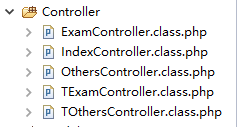 Controller
ExamController.class.php
IndexController.class.php
OthersController.class.php
TExamController.class.php
TOthersController.class.php